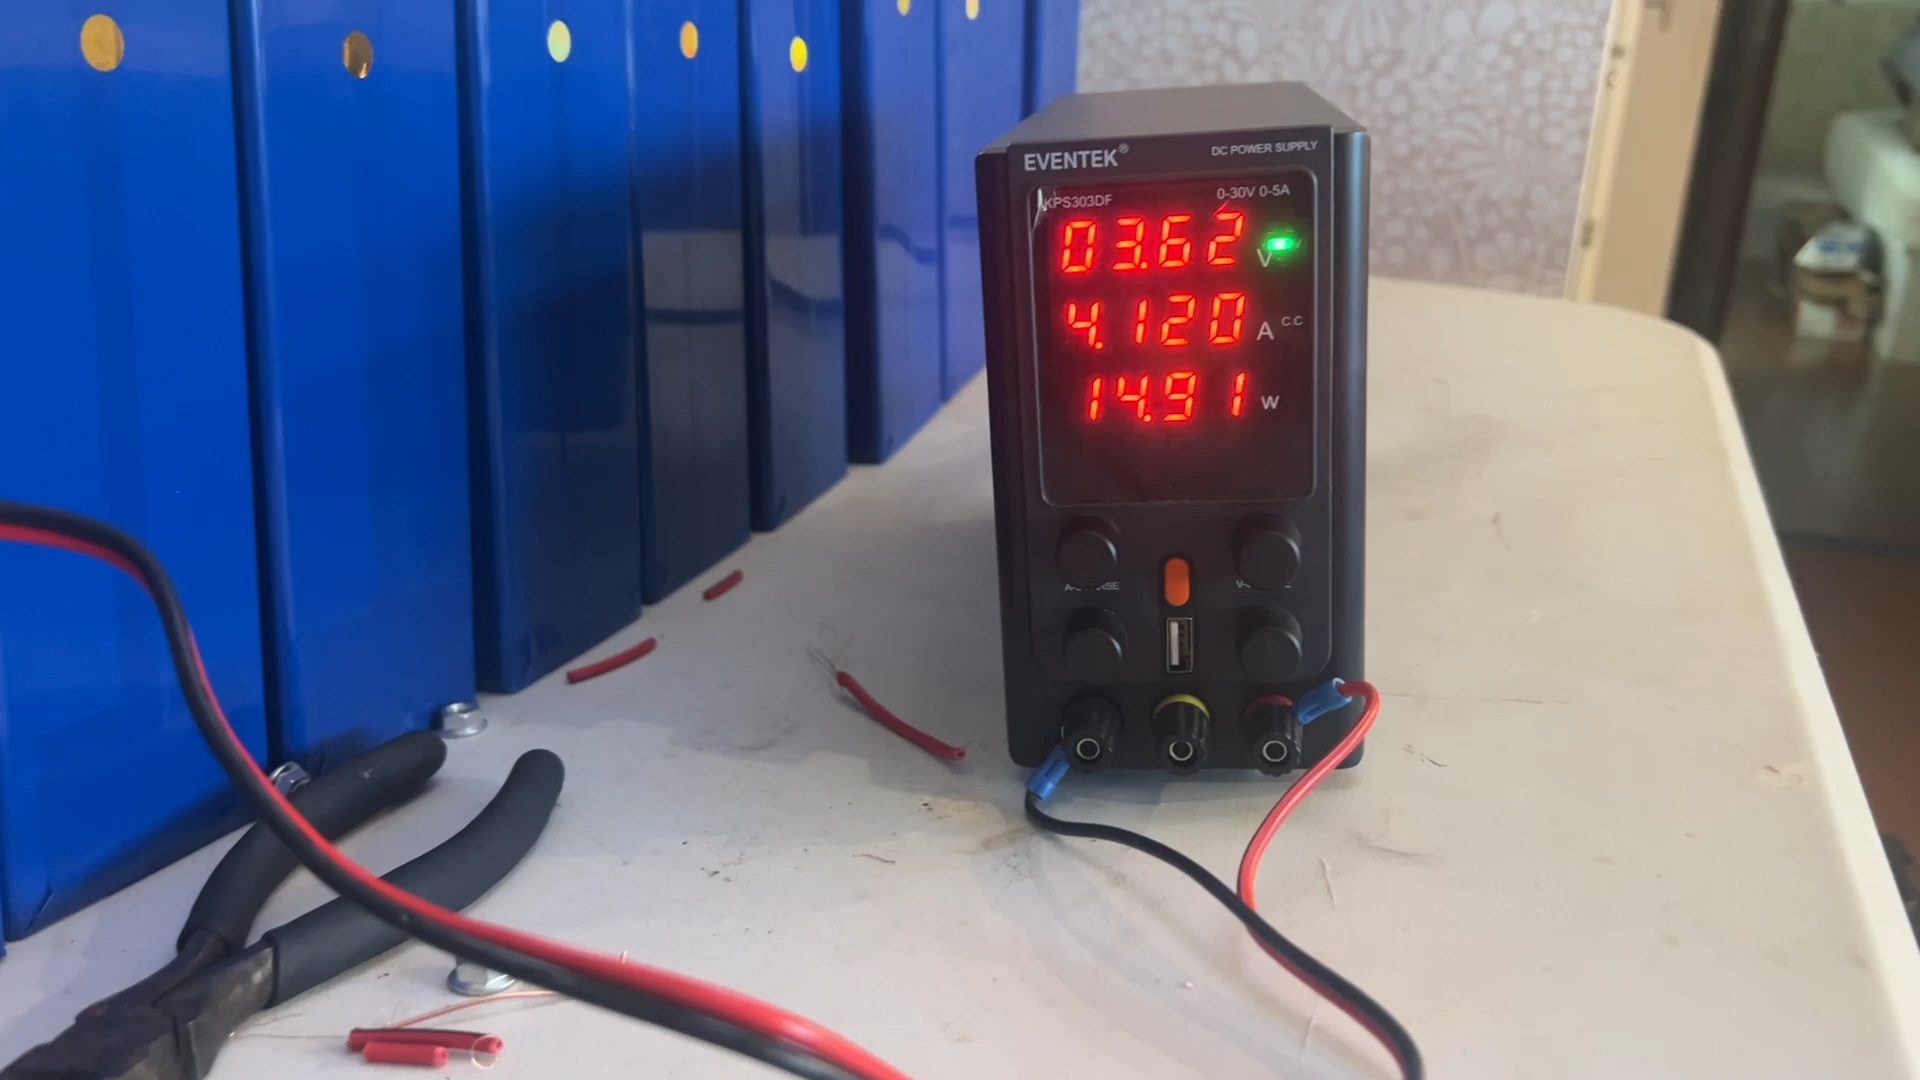 EVENTEK®
DC POWER SUPPLY
KPS303DF
0-30V 0-5A
03.62 V
4.120 A C.C
14.91 W